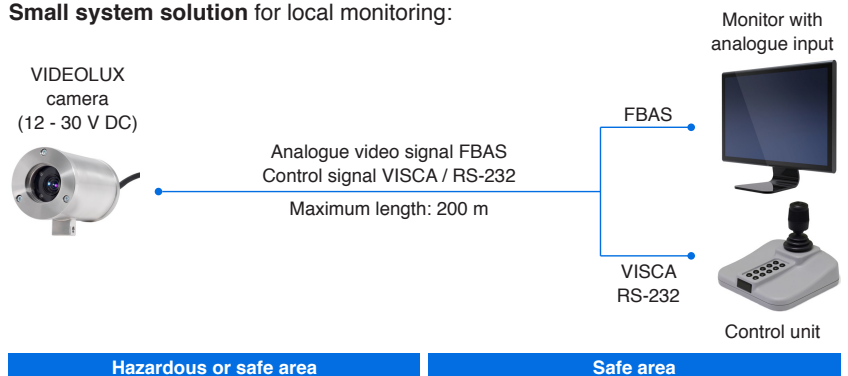 Small system solution for local monitoring:
Monitor with
analogue input
VIDEOLUX
camera
(12 - 30 V DC)
FBAS
Analogue video signal FBAS
Control signal VISCA / RS-232
Maximum length: 200 m
VISCA
RS-232
Control unit
Hazardous or safe area
Safe area